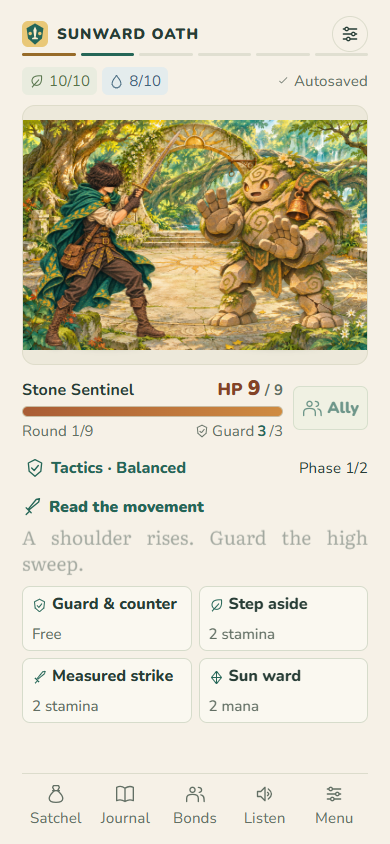 SUNWARD OATH
10/10 8/10 Autosaved
Stone Sentinel HP 9 / 9
Ally
Round 1/9 Guard 3 /3
Tactics · Balanced Phase 1/2
Read the movement
A shoulder rises. Guard the high
sweep.
Guard & counter Step aside
Free 2 stamina
Measured strike Sun ward
2 stamina 2 mana
Satchel Journal Bonds Listen Menu